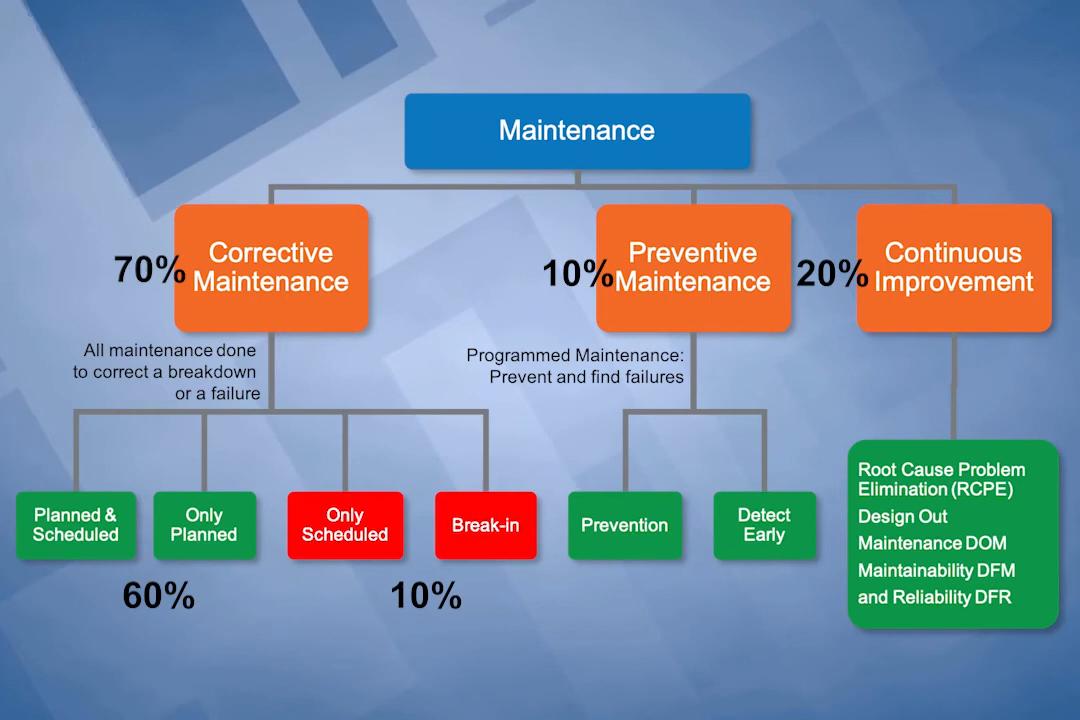 Maintenance
70%
Corrective
Maintenance
10%
Preventive
Maintenance
20%
Continuous
Improvement
All maintenance done
to correct a breakdown
or a failure
Programmed Maintenance:
Prevent and find failures
Planned &
Scheduled
Only
Planned
Only
Scheduled
Break-in
Prevention
Detect
Early
Root Cause Problem
Elimination (RCPE)
Design Out
Maintenance DOM
Maintainability DFM
and Reliability DFR
60%
10%